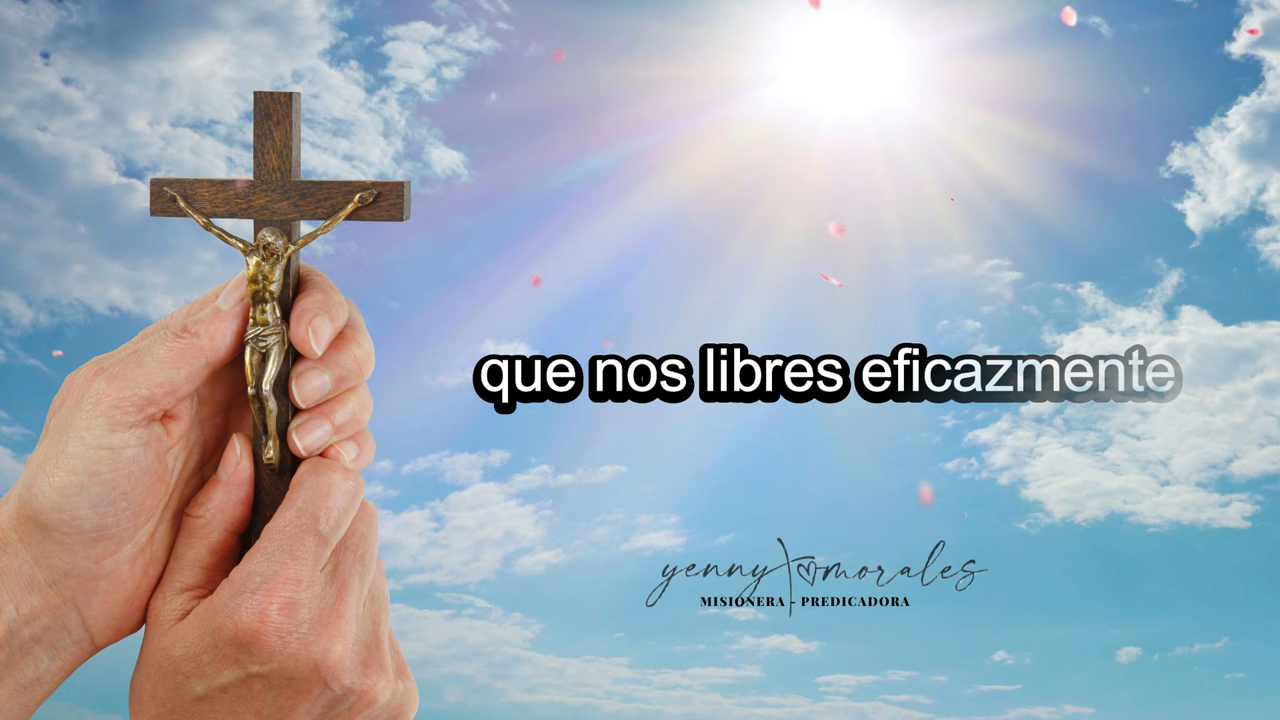 que nos libres eficazmente
yenny morales
MISIONERA - PREDICADORA